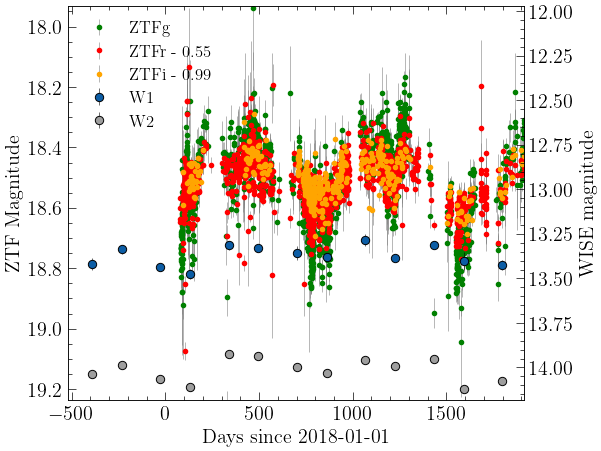 ZTFg
ZTFr - 0.55
ZTFi - 0.99
W1
W2
18.0
18.2
18.4
18.6
18.8
19.0
19.2
ZTF Magnitude
12.00
12.25
12.50
12.75
13.00
13.25
13.50
13.75
14.00
WISE magnitude
−500
0
500
1000
1500
Days since 2018-01-01